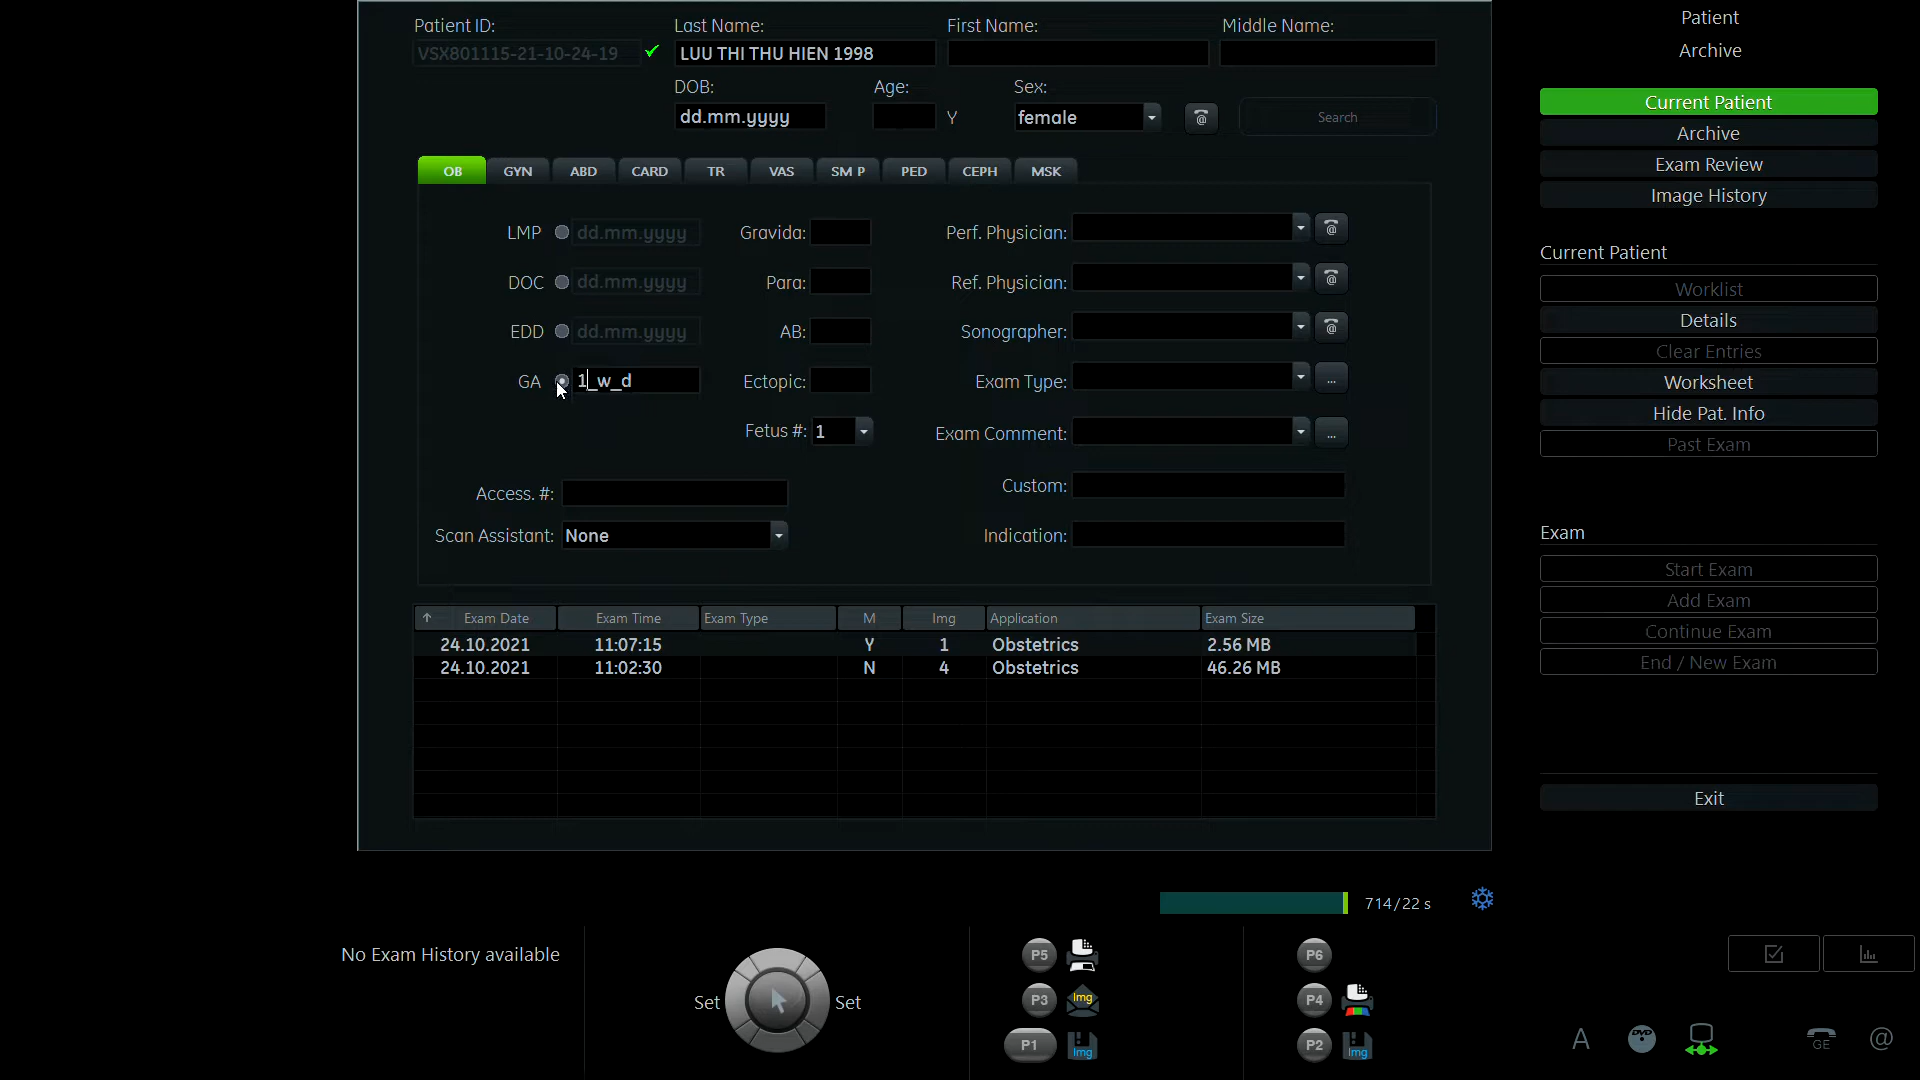 Patient ID: Last Name: First Name: Middle Name:
VSX801115-21-10-24-19 LUU THI THU HIEN 1998
DOB: Age: Sex:
dd.mm.yyyy Y female Search
OB GYN ABD CARD TR VAS SM P PED CEPH MSK
LMP dd.mm.yyyy Gravida: Perf. Physician:
DOC dd.mm.yyyy Para: Ref. Physician:
EDD dd.mm.yyyy AB: Sonographer:
GA 1_w_d Ectopic: Exam Type: ...
Fetus #: 1 Exam Comment: ...
Access. #: Custom:
Scan Assistant: None Indication:
Exam Date Exam Time Exam Type M Img Application Exam Size
24.10.2021 11:07:15 Y 1 Obstetrics 2.56 MB
24.10.2021 11:02:30 N 4 Obstetrics 46.26 MB
Patient
Archive
Current Patient
Archive
Exam Review
Image History
Current Patient
Worklist
Details
Clear Entries
Worksheet
Hide Pat. Info
Past Exam
Exam
Start Exam
Add Exam
Continue Exam
End / New Exam
Exit
714/22 s
No Exam History available
Set Set
P5
P3 Img
P1 Img
P6
P4
P2 Img
A DVD GE @